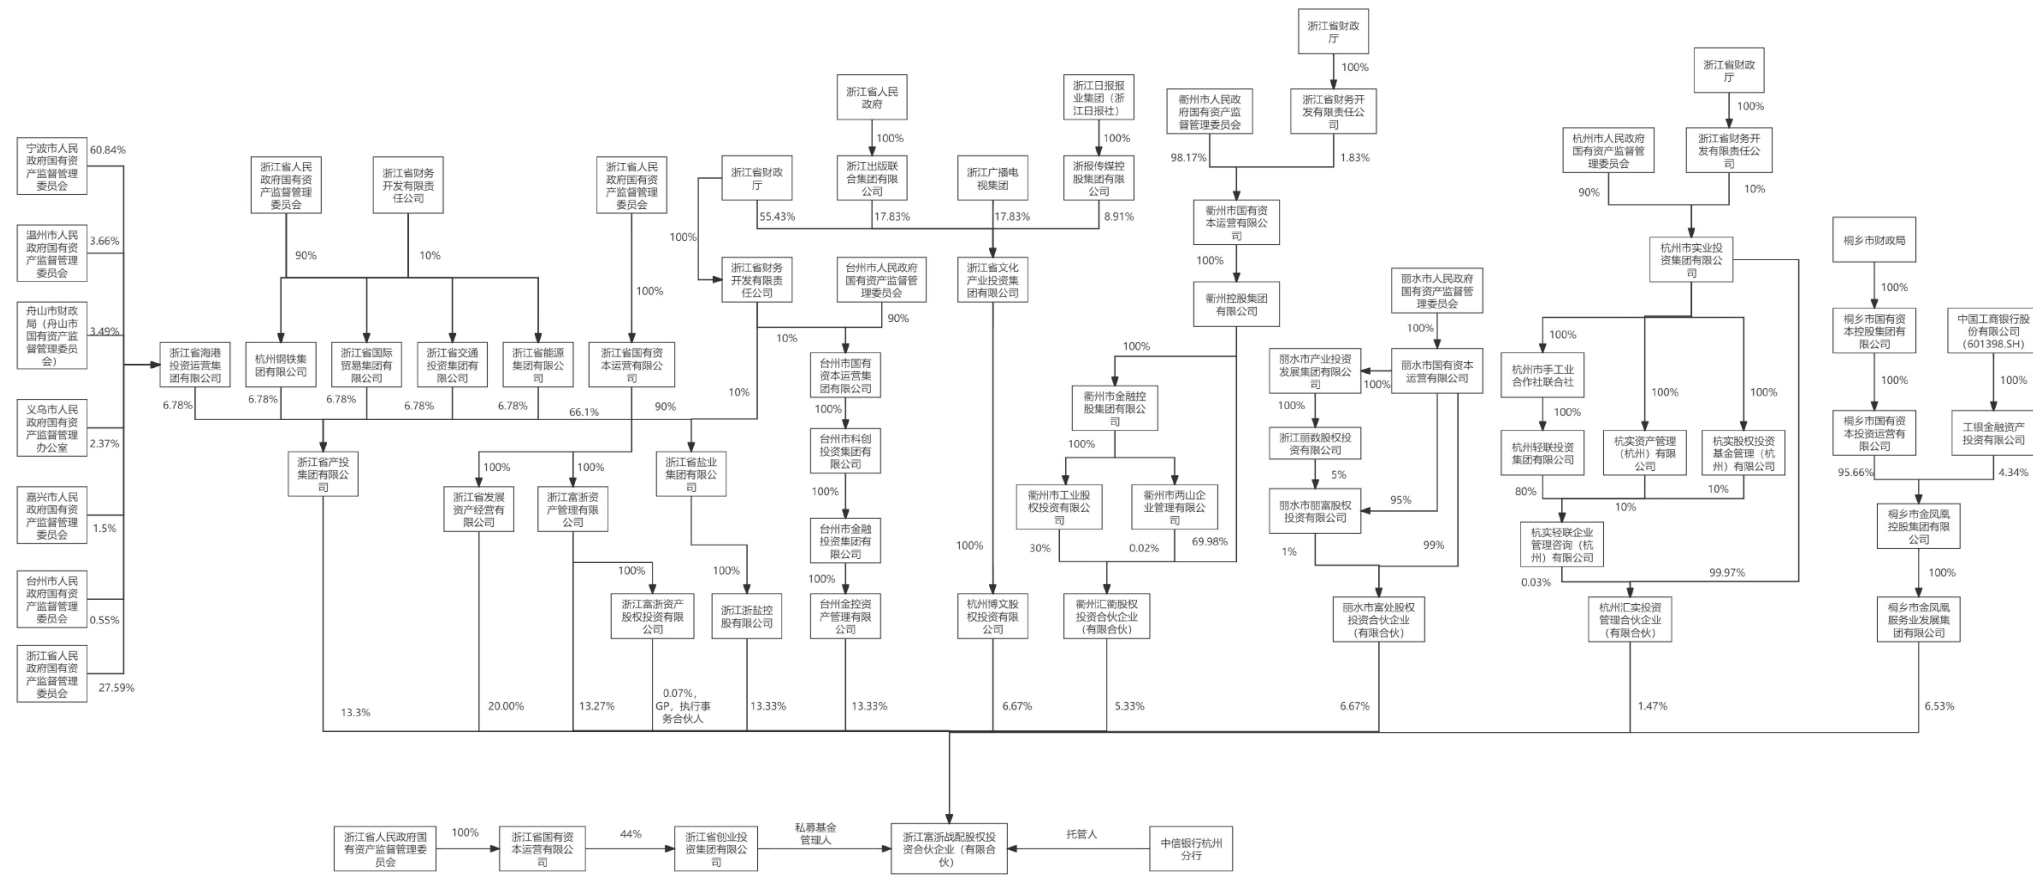 浙江省财政
厅
100%
浙江省财政
厅
100%
浙江省人民
政府
100%
浙江日报报
业集团（浙
江日报社）
100%
衢州市人民政
府国有资产监
督管理委员会
98.17%
浙江省财务开
发有限责任公
司
1.83%
杭州市人民政府
国有资产监督管
理委员会
90%
浙江省财务开
发有限责任公
司
10%
宁波市人民
政府国有资
产监督管理
委员会
60.84%
温州市人民
政府国有资
产监督管理
委员会
3.66%
舟山市财政
局（舟山市
国有资产监
督管理委员
会）
3.49%
义乌市人民
政府国有资
产监督管理
办公室
2.37%
嘉兴市人民
政府国有资
产监督管理
委员会
1.5%
台州市人民
政府国有资
产监督管理
委员会
0.55%
浙江省人民
政府国有资
产监督管理
委员会
27.59%
浙江省人民
政府国有资
产监督管理
委员会
90%
浙江省财务
开发有限责
任公司
10%
浙江省人民
政府国有资
产监督管理
委员会
100%
浙江省海港
投资运营集
团有限公司
6.78%
杭州钢铁集
团有限公司
6.78%
浙江省国际
贸易集团有
限公司
6.78%
浙江省交通
投资集团有
限公司
6.78%
浙江省能源
集团有限公
司
6.78%
浙江省国有资
本运营有限公
司
66.1%
90%
10%
浙江省产投
集团有限公
司
13.3%
100%
浙江省发展
资产经营有
限公司
20.00%
100%
浙江富浙资
产管理有限
公司
13.27%
100%
浙江富浙资产
股权投资有限
公司
0.07%，
GP，执行事
务合伙人
浙江省盐业
集团有限公
司
100%
浙江浙盐控
股有限公司
13.33%
浙江省财政
厅
55.43%
100%
浙江省财务
开发有限责
任公司
10%
台州市人民政府
国有资产监督管
理委员会
90%
台州市国有
资本运营集
团有限公司
100%
台州市科创
投资集团有
限公司
100%
台州市金融
投资集团有
限公司
100%
台州金控资
产管理有限
公司
13.33%
浙江出版联
合集团有限
公司
17.83%
浙江广播电
视集团
17.83%
浙报传媒控
股集团有限
公司
8.91%
浙江省文化
产业投资集
团有限公司
100%
杭州博文股
权投资有限
公司
6.67%
衢州市国有资
本运营有限公
司
100%
衢州控股集团
有限公司
100%
衢州市金融控
股集团有限公
司
100%
衢州市工业股
权投资有限公
司
30%
衢州市两山企
业管理有限公
司
0.02%
69.98%
衢州汇衢股权
投资合伙企业
（有限合伙）
5.33%
丽水市人民政府
国有资产监督管
理委员会
100%
丽水市国有资本
运营有限公司
100%
丽水市产业投资
发展集团有限公
司
100%
浙江丽数股权投
资有限公司
5%
95%
丽水市丽富股权
投资有限公司
1%
99%
丽水市富处股权
投资合伙企业
（有限合伙）
6.67%
杭州市实业投
资集团有限公
司
100%
杭州市手工业
合作社联合社
100%
杭州轻联投资
集团有限公司
80%
100%
杭实资产管理
（杭州）有限
公司
10%
100%
杭实股权投资
基金管理（杭
州）有限公司
10%
杭实轻联企业
管理咨询（杭
州）有限公司
0.03%
99.97%
杭州汇实投资
管理合伙企业
（有限合伙）
1.47%
桐乡市财政局
100%
桐乡市国有资
本控股集团有
限公司
100%
桐乡市国有资
本投资运营有
限公司
95.66%
中国工商银行股
份有限公司
（601398.SH）
100%
工银金融资产
投资有限公司
4.34%
桐乡市金凤凰
控股集团有限
公司
100%
桐乡市金凤凰
服务业发展集
团有限公司
6.53%
浙江省人民政府国
有资产监督管理委
员会
100%
浙江省国有资
本运营有限公
司
44%
浙江省创业投
资集团有限公
司
私募基金
管理人
浙江富浙战配股权投
资合伙企业（有限合
伙）
托管人
中信银行杭州
分行